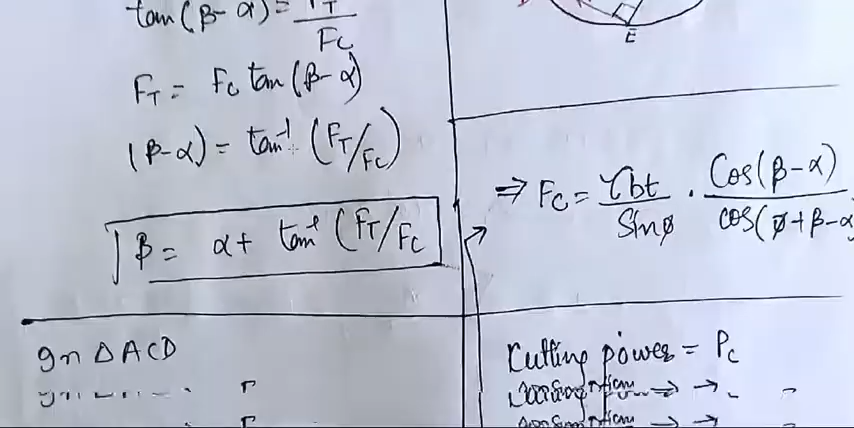 tan(β-α) = F_T/F_C
F_T = F_C tan(β-α)
(β-α) = tan⁻¹ (F_T/F_C)
β = α + tan⁻¹ (F_T/F_C
In △ACD
E
⇒ F_C = τbt/Sinφ · Cos(β-α)/cos(φ+β-α)
Cutting power = P_C